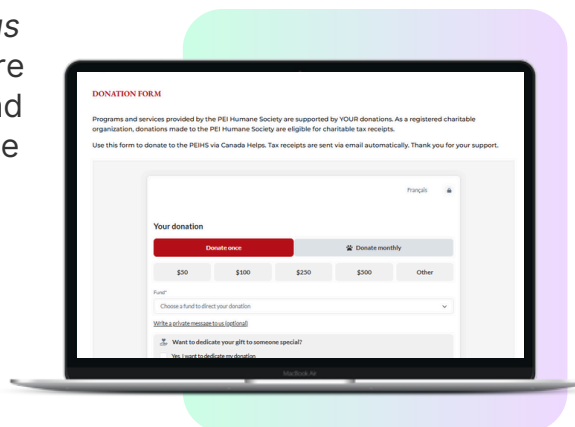 us
re
nd
e
DONATION FORM
Programs and services provided by the PEI Humane Society are supported by YOUR donations. As a registered charitable
organization, donations made to the PEI Humane Society are eligible for charitable tax receipts.
Use this form to donate to the PEIHS via Canada Helps. Tax receipts are sent via email automatically. Thank you for your support.
Français
Your donation
Donate once Donate monthly
$50 $100 $250 $500 Other
Fund*
Choose a fund to direct your donation
Write a private message to us (optional)
Want to dedicate your gift to someone special?
Yes, I want to dedicate my donation
MacBook Air